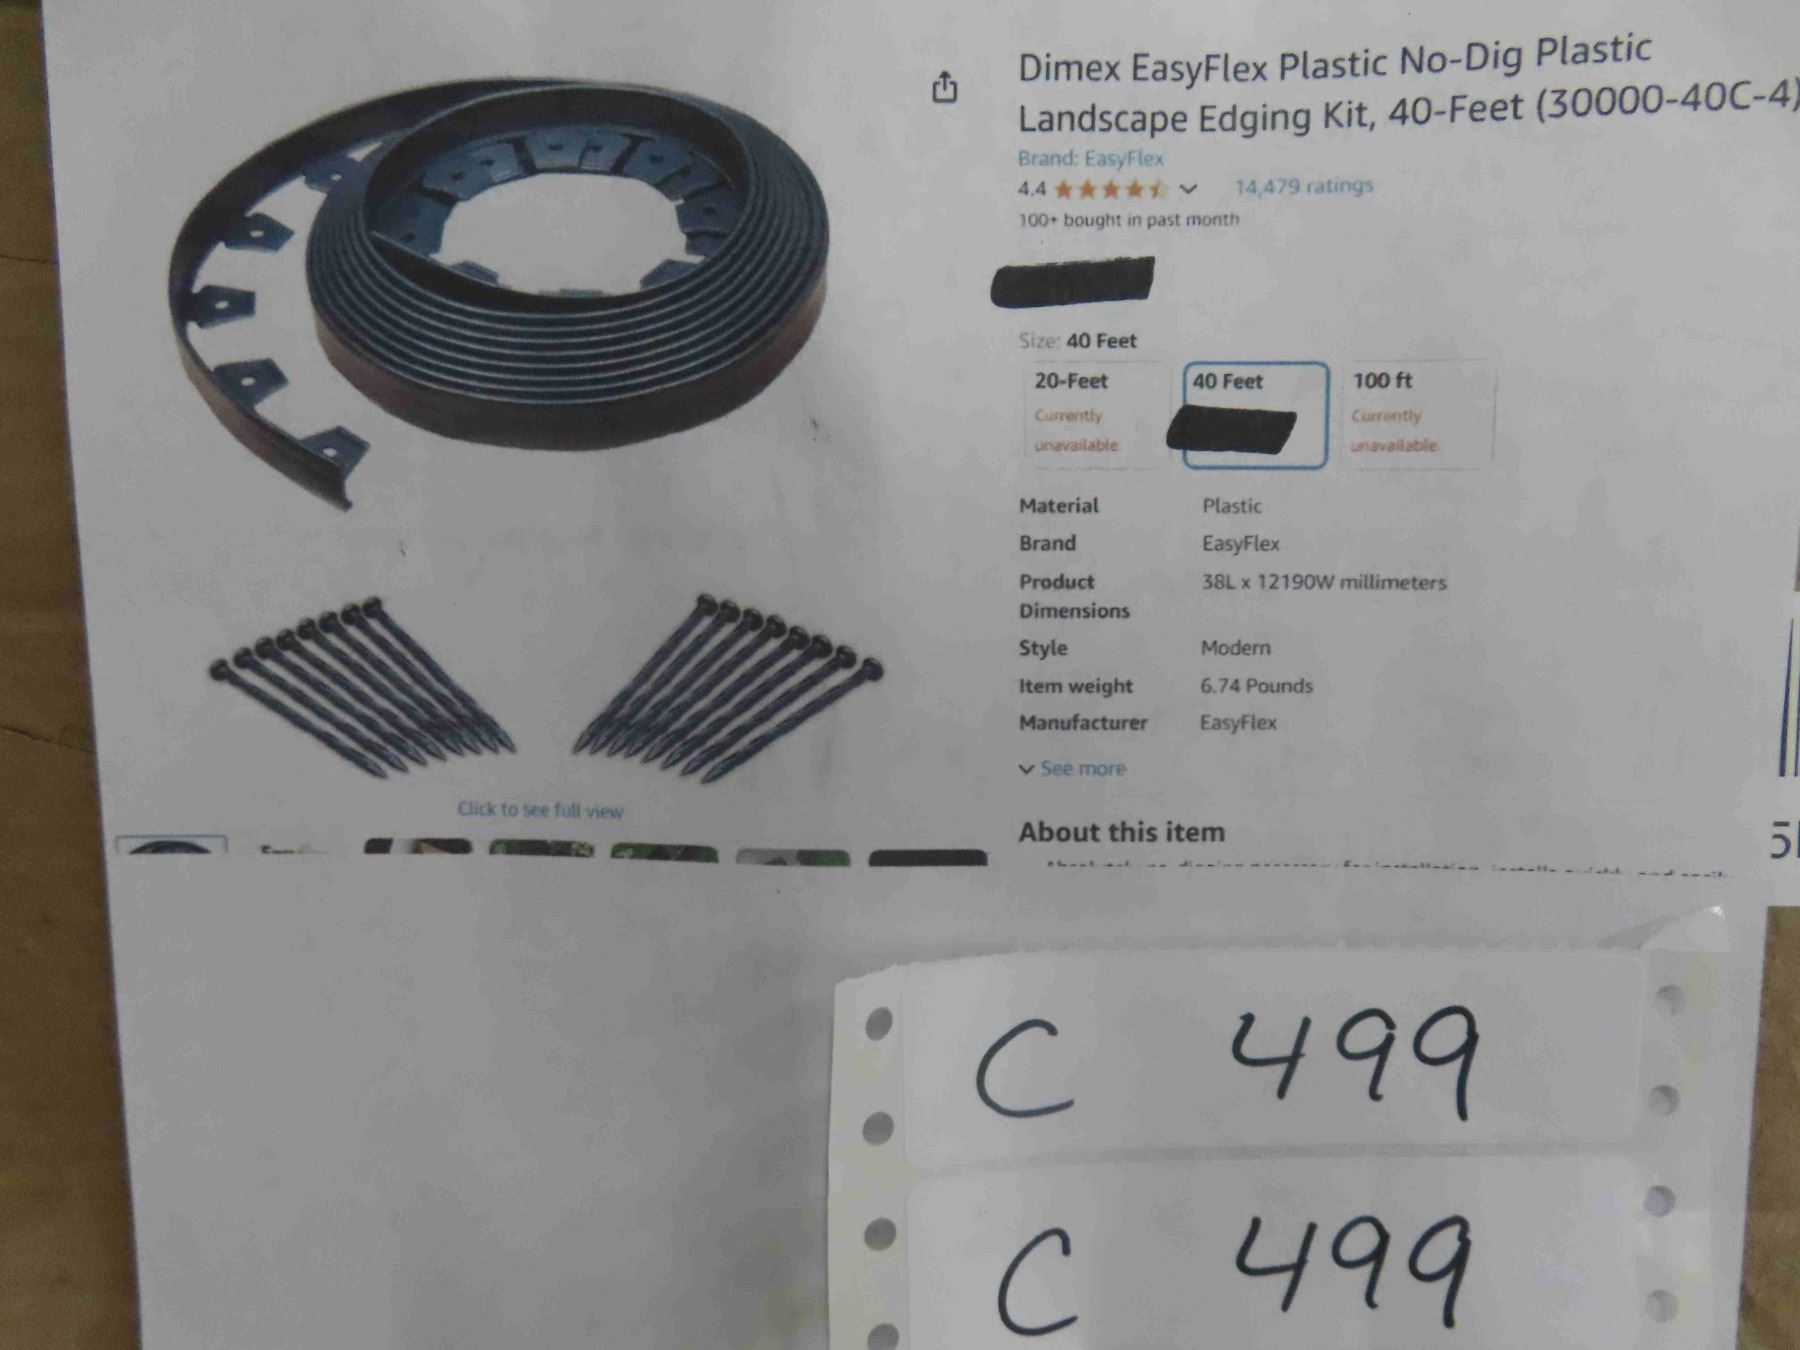 Dimex EasyFlex Plastic No-Dig Plastic
Landscape Edging Kit, 40-Feet (30000-40C-4)
Brand: EasyFlex
4.4 14,479 ratings
100+ bought in past month
Size: 40 Feet
20-Feet
Currently
unavailable.
40 Feet
100 ft
Currently
unavailable.
Material Plastic
Brand EasyFlex
Product 38L x 12190W millimeters
Dimensions
Style Modern
Item weight 6.74 Pounds
Manufacturer EasyFlex
See more
Click to see full view
About this item
C 499
C 499